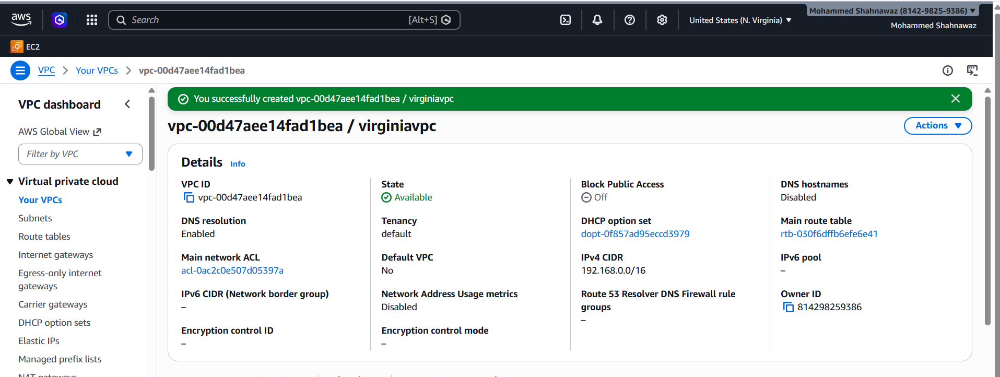 aws
Search [Alt+S]
United States (N. Virginia)
Mohammed Shahnawaz (8142-9825-9386)
Mohammed Shahnawaz
EC2
VPC
Your VPCs
vpc-00d47aee14fad1bea
VPC dashboard
AWS Global View
Filter by VPC
Virtual private cloud
Your VPCs
Subnets
Route tables
Internet gateways
Egress-only internet
gateways
Carrier gateways
DHCP option sets
Elastic IPs
Managed prefix lists
NAT gateways
You successfully created vpc-00d47aee14fad1bea / virginiavpc
vpc-00d47aee14fad1bea / virginiavpc
Actions
Details Info
VPC ID
vpc-00d47aee14fad1bea
State
Available
Block Public Access
Off
DNS hostnames
Disabled
DNS resolution
Enabled
Tenancy
default
DHCP option set
dopt-0f857ad95eccd3979
Main route table
rtb-030f6dffb6efe6e41
Main network ACL
acl-0ac2c0e507d05397a
Default VPC
No
IPv4 CIDR
192.168.0.0/16
IPv6 pool
–
IPv6 CIDR (Network border group)
–
Network Address Usage metrics
Disabled
Route 53 Resolver DNS Firewall rule
groups
–
Owner ID
814298259386
Encryption control ID
–
Encryption control mode
–